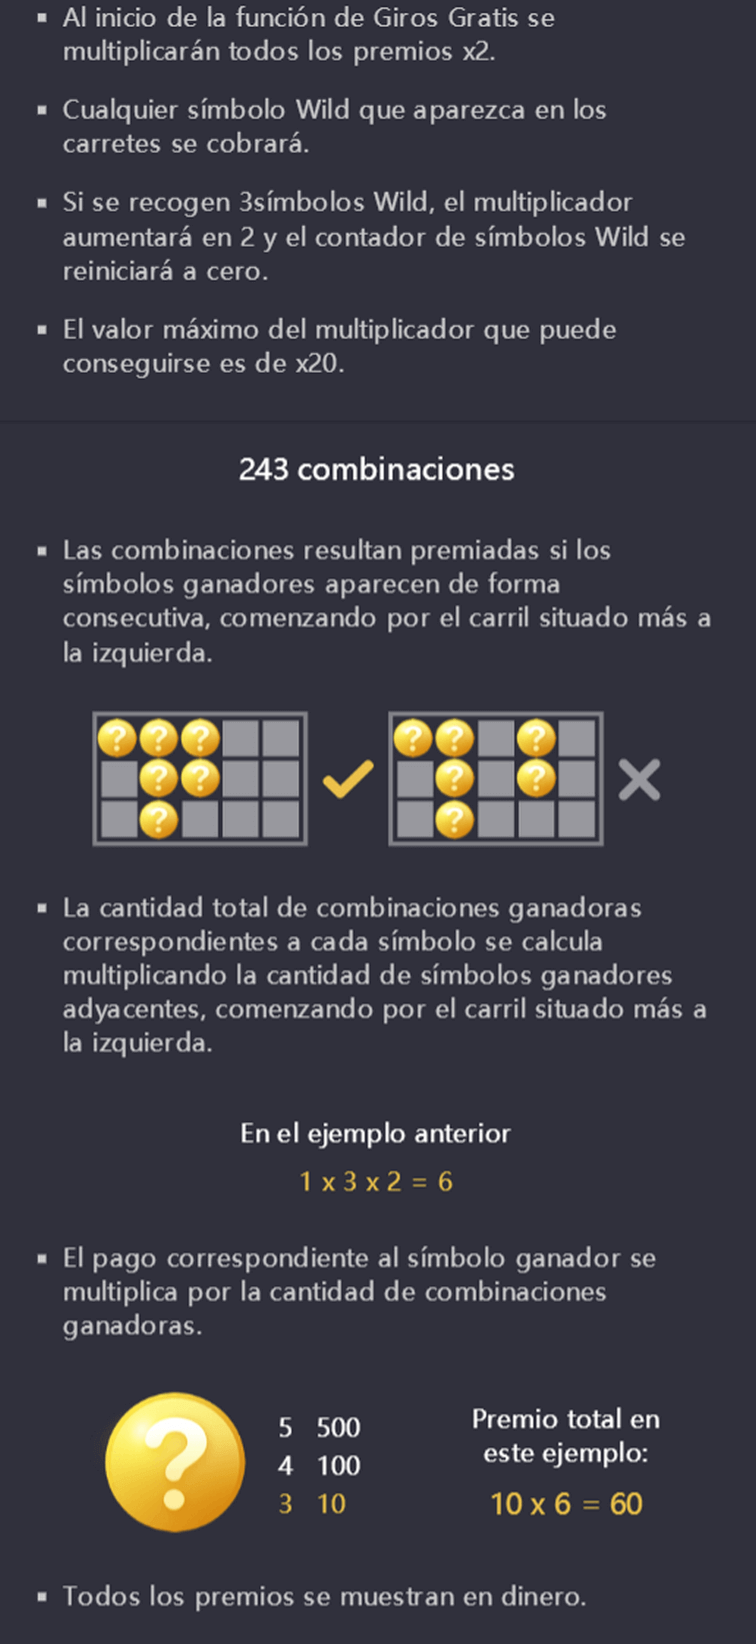 ▪ Al inicio de la función de Giros Gratis se
multiplicarán todos los premios x2.
▪ Cualquier símbolo Wild que aparezca en los
carretes se cobrará.
▪ Si se recogen 3símbolos Wild, el multiplicador
aumentará en 2 y el contador de símbolos Wild se
reiniciará a cero.
▪ El valor máximo del multiplicador que puede
conseguirse es de x20.
243 combinaciones
▪ Las combinaciones resultan premiadas si los
símbolos ganadores aparecen de forma
consecutiva, comenzando por el carril situado más a
la izquierda.
? ? ? ? ?
? ? ?
? ?
? ?
▪ La cantidad total de combinaciones ganadoras
correspondientes a cada símbolo se calcula
multiplicando la cantidad de símbolos ganadores
adyacentes, comenzando por el carril situado más a
la izquierda.
En el ejemplo anterior
1 x 3 x 2 = 6
▪ El pago correspondiente al símbolo ganador se
multiplica por la cantidad de combinaciones
ganadoras.
?
5 500
4 100
3 10
Premio total en
este ejemplo:
10 x 6 = 60
▪ Todos los premios se muestran en dinero.